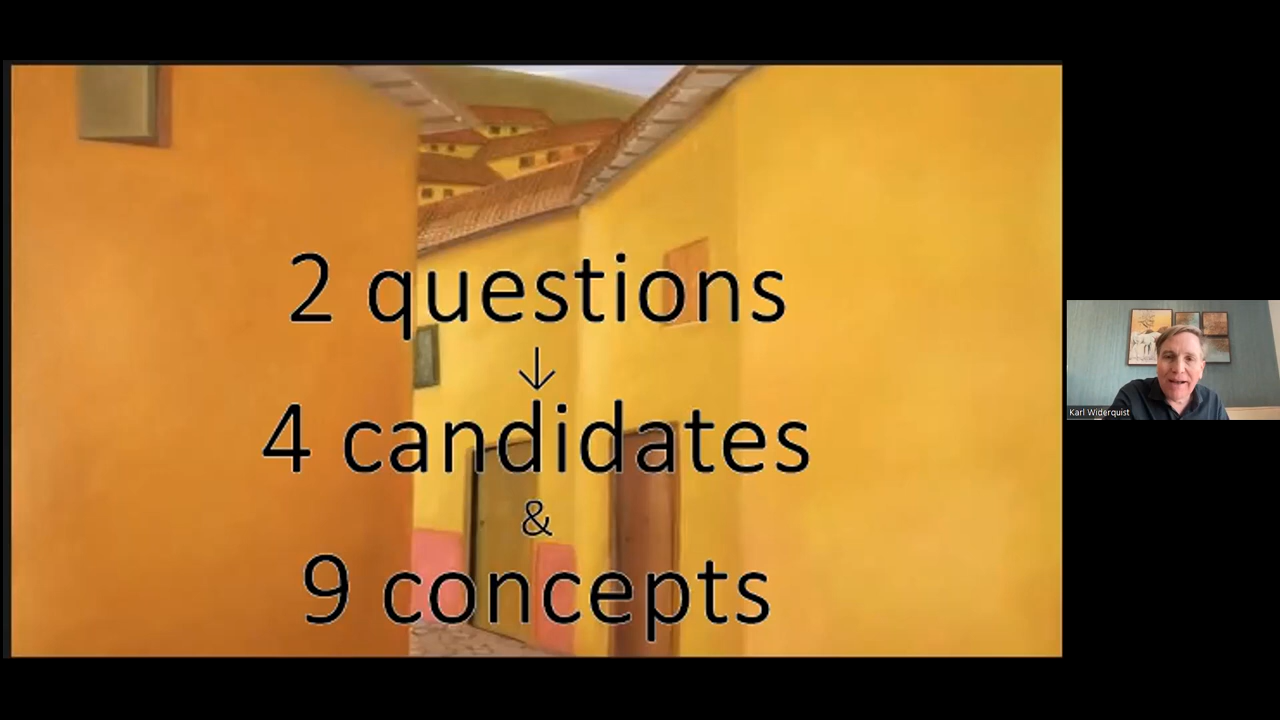 2 questions
↓
4 candidates
&
9 concepts
Karl Widerquist